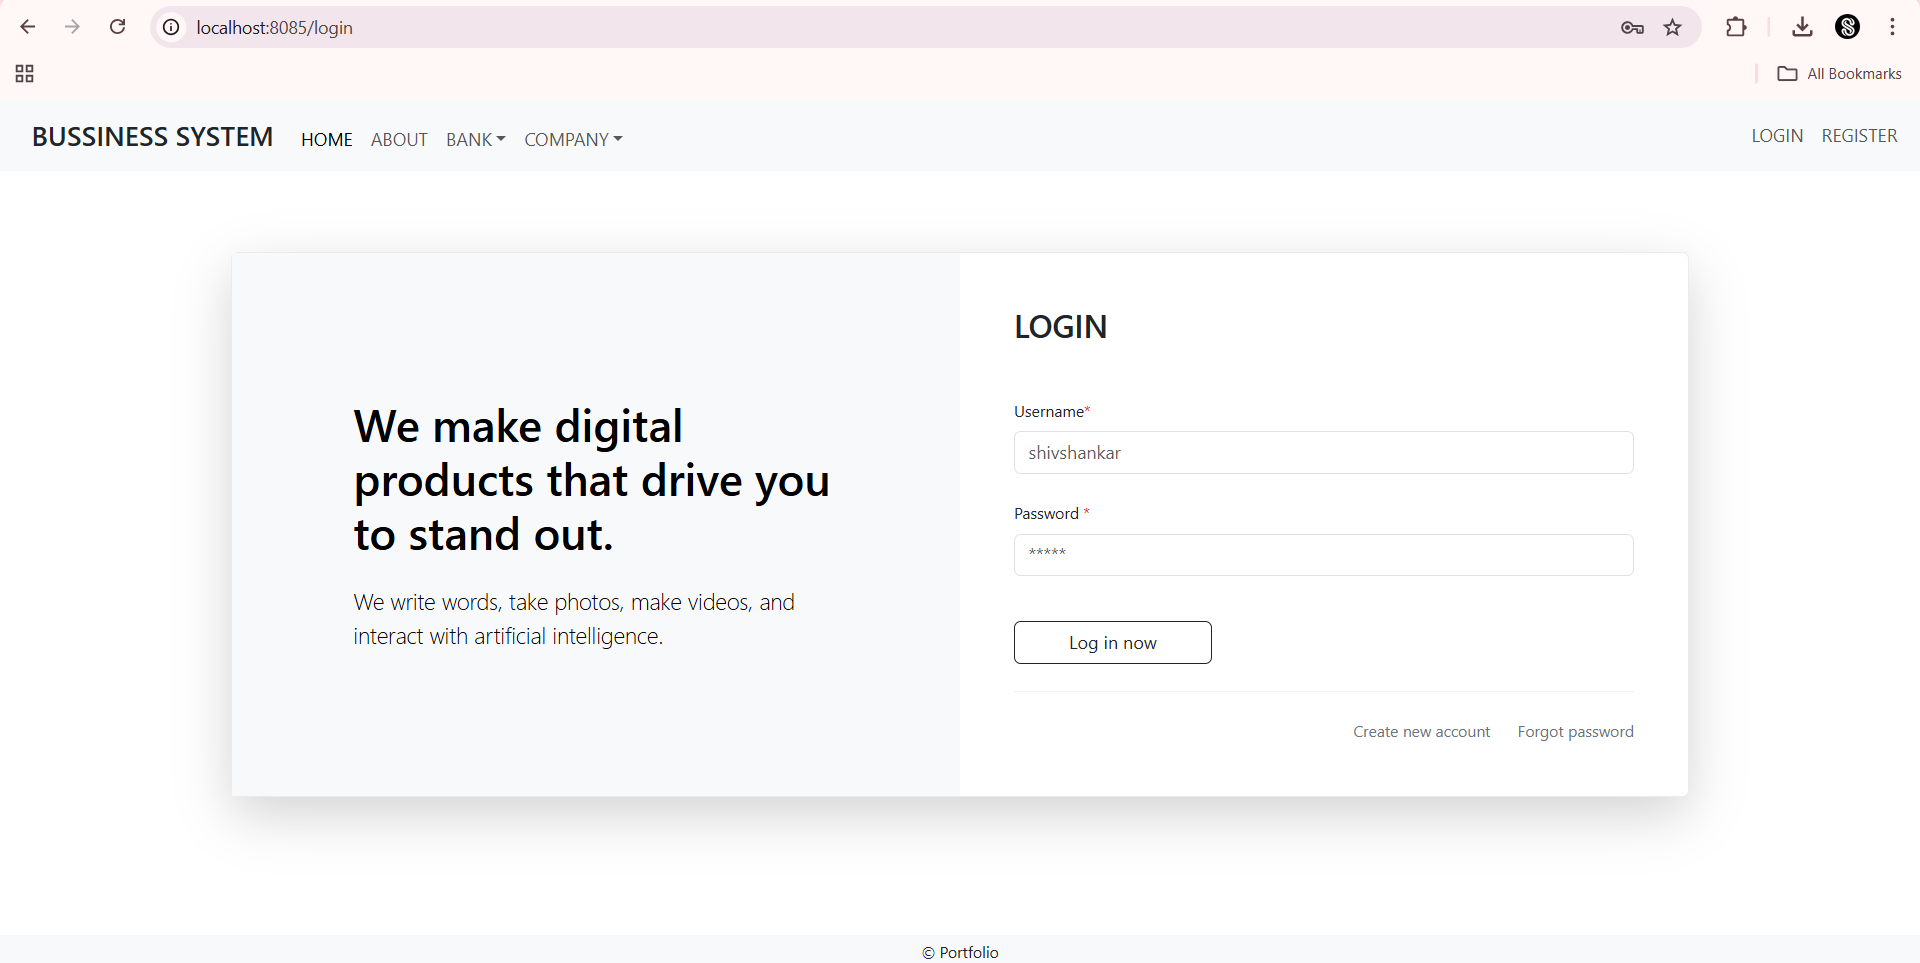 localhost:8085/login
All Bookmarks
BUSSINESS SYSTEM HOME ABOUT BANK COMPANY LOGIN REGISTER
We make digital
products that drive you
to stand out.
We write words, take photos, make videos, and
interact with artificial intelligence.
LOGIN
Username*
shivshankar
Password *
*****
Log in now
Create new account Forgot password
© Portfolio